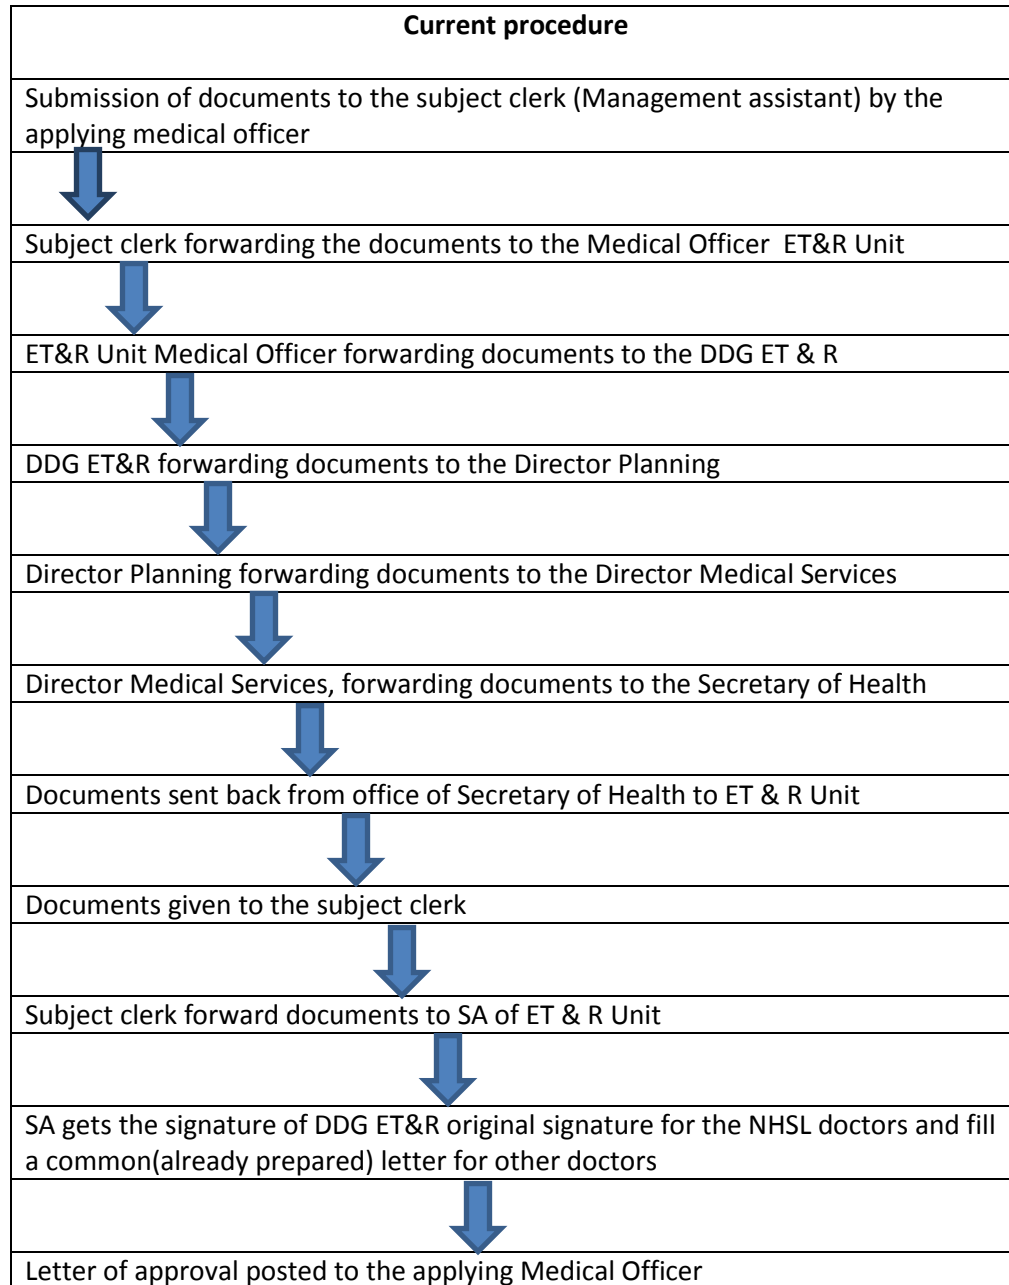 Current procedure
Submission of documents to the subject clerk (Management assistant) by the
applying medical officer
Subject clerk forwarding the documents to the Medical Officer  ET&R Unit
ET&R Unit Medical Officer forwarding documents to the DDG ET & R
DDG ET&R forwarding documents to the Director Planning
Director Planning forwarding documents to the Director Medical Services
Director Medical Services, forwarding documents to the Secretary of Health
Documents sent back from office of Secretary of Health to ET & R Unit
Documents given to the subject clerk
Subject clerk forward documents to SA of ET & R Unit
SA gets the signature of DDG ET&R original signature for the NHSL doctors and fill
a common(already prepared) letter for other doctors
Letter of approval posted to the applying Medical Officer